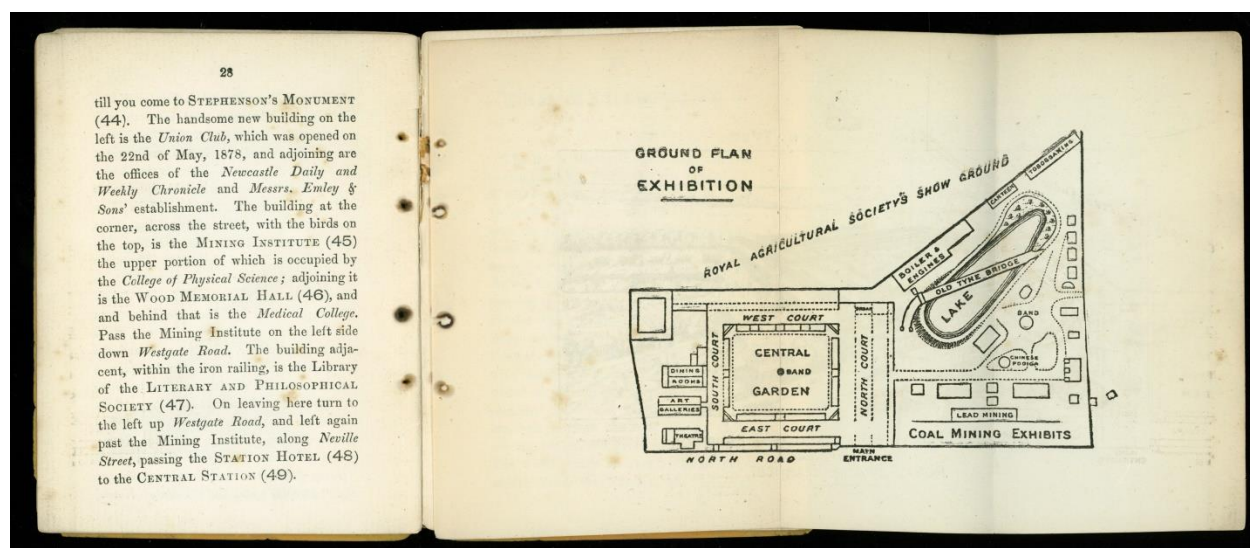 28
till you come to STEPHENSON'S MONUMENT
(44). The handsome new building on the
left is the Union Club, which was opened on
the 22nd of May, 1878, and adjoining are
the offices of the Newcastle Daily and
Weekly Chronicle and Messrs. Emley &
Sons' establishment. The building at the
corner, across the street, with the birds on
the top, is the MINING INSTITUTE (45)
the upper portion of which is occupied by
the College of Physical Science; adjoining it
is the WOOD MEMORIAL HALL (46), and
and behind that is the Medical College.
Pass the Mining Institute on the left side
down Westgate Road. The building adja-
cent, within the iron railing, is the Library
of the LITERARY AND PHILOSOPHICAL
SOCIETY (47). On leaving here turn to
the left up Westgate Road, and left again
past the Mining Institute, along Neville
Street, passing the STATION HOTEL (48)
to the CENTRAL STATION (49).
GROUND PLAN
OF
EXHIBITION
ROYAL AGRICULTURAL SOCIETY'S SHOW GROUND
TOBOGGANING
CANTEEN
BOILER &
ENGINES
OLD TYNE BRIDGE
LAKE
BAND
CHINESE
PODIGA
WEST COURT
SOUTH COURT
CENTRAL
BAND
GARDEN
NORTH COURT
EAST COURT
DINING
ROOMS
ART
GALLERIES
THEATRE
LEAD MINING
COAL MINING EXHIBITS
NORTH ROAD
MAIN
ENTRANCE